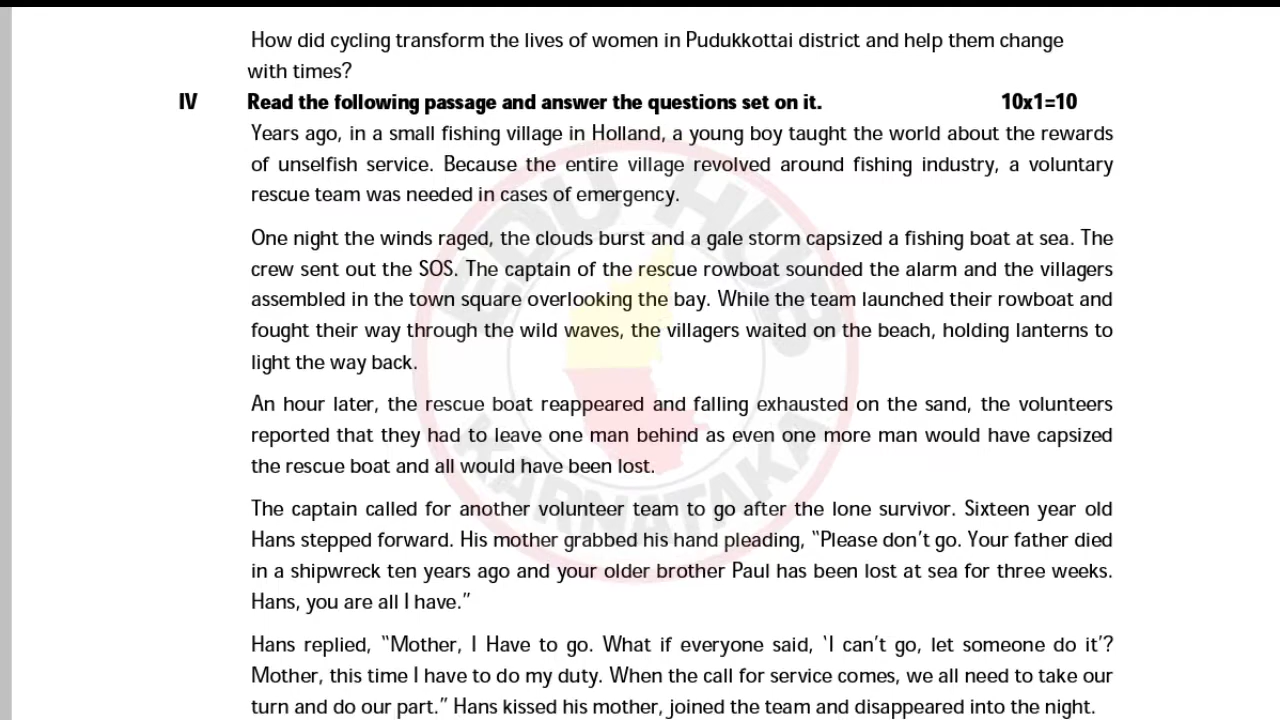 How did cycling transform the lives of women in Pudukkottai district and help them change
with times?
IV Read the following passage and answer the questions set on it. 10x1=10
Years ago, in a small fishing village in Holland, a young boy taught the world about the rewards
of unselfish service. Because the entire village revolved around fishing industry, a voluntary
rescue team was needed in cases of emergency.
One night the winds raged, the clouds burst and a gale storm capsized a fishing boat at sea. The
crew sent out the SOS. The captain of the rescue rowboat sounded the alarm and the villagers
assembled in the town square overlooking the bay. While the team launched their rowboat and
fought their way through the wild waves, the villagers waited on the beach, holding lanterns to
light the way back.
An hour later, the rescue boat reappeared and falling exhausted on the sand, the volunteers
reported that they had to leave one man behind as even one more man would have capsized
the rescue boat and all would have been lost.
The captain called for another volunteer team to go after the lone survivor. Sixteen year old
Hans stepped forward. His mother grabbed his hand pleading, “Please don’t go. Your father died
in a shipwreck ten years ago and your older brother Paul has been lost at sea for three weeks.
Hans, you are all I have.”
Hans replied, “Mother, I Have to go. What if everyone said, ‘I can’t go, let someone do it’?
Mother, this time I have to do my duty. When the call for service comes, we all need to take our
turn and do our part.” Hans kissed his mother, joined the team and disappeared into the night.
EDU HUB
KARNATAKA